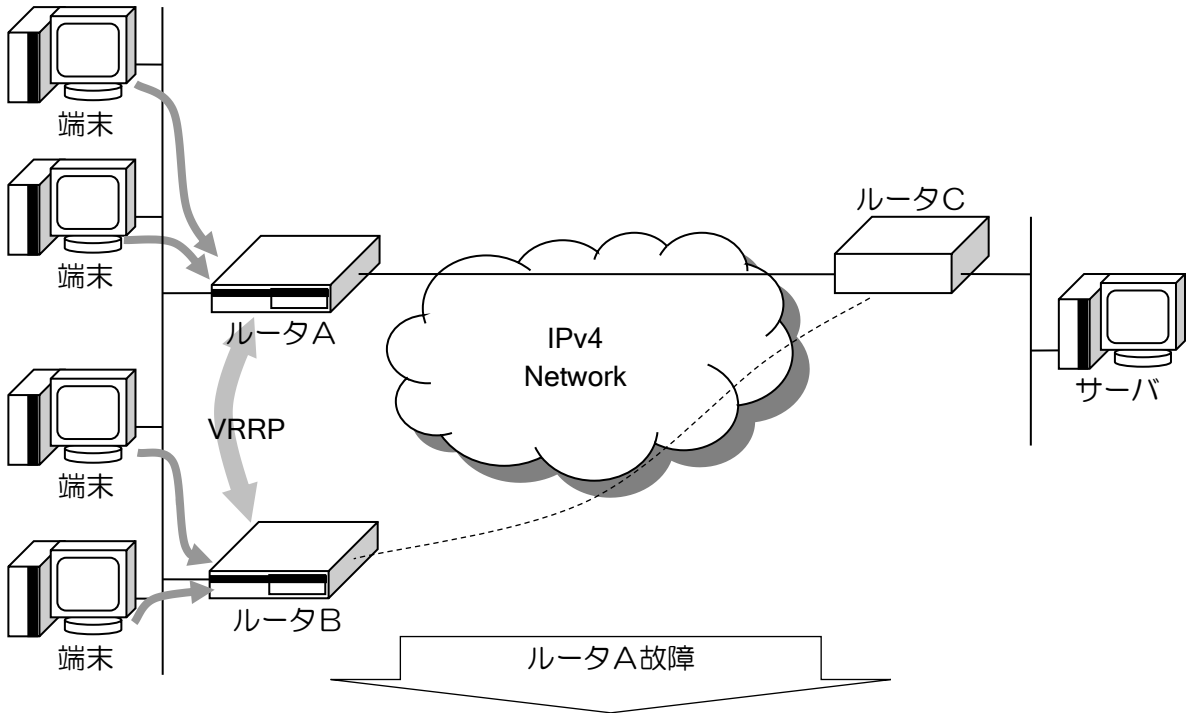 端末
端末
ルータC
ルータA
IPv4
Network
サーバ
VRRP
端末
ルータB
端末
ルータA故障